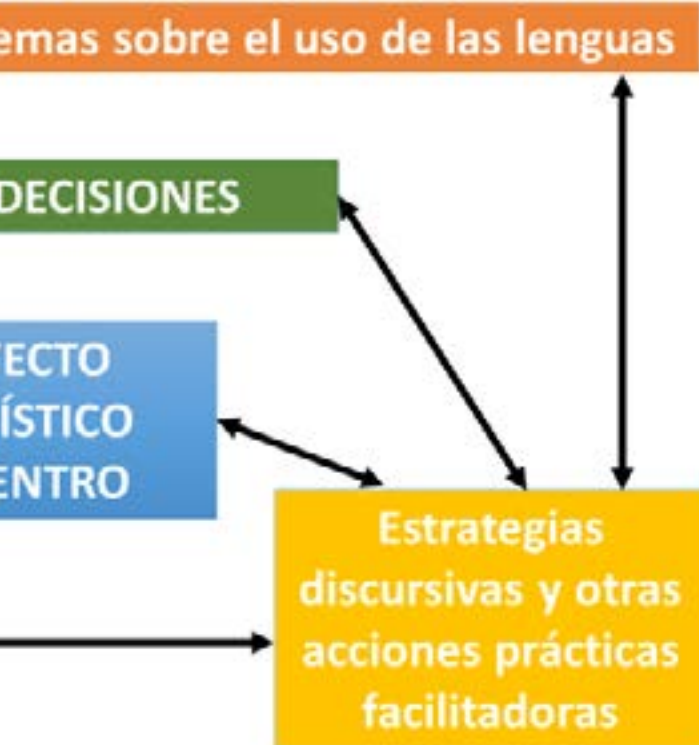 emas sobre el uso de las lenguas
DECISIONES
ECTO
ÍSTICO
ENTRO
Estrategias
discursivas y otras
acciones prácticas
facilitadoras